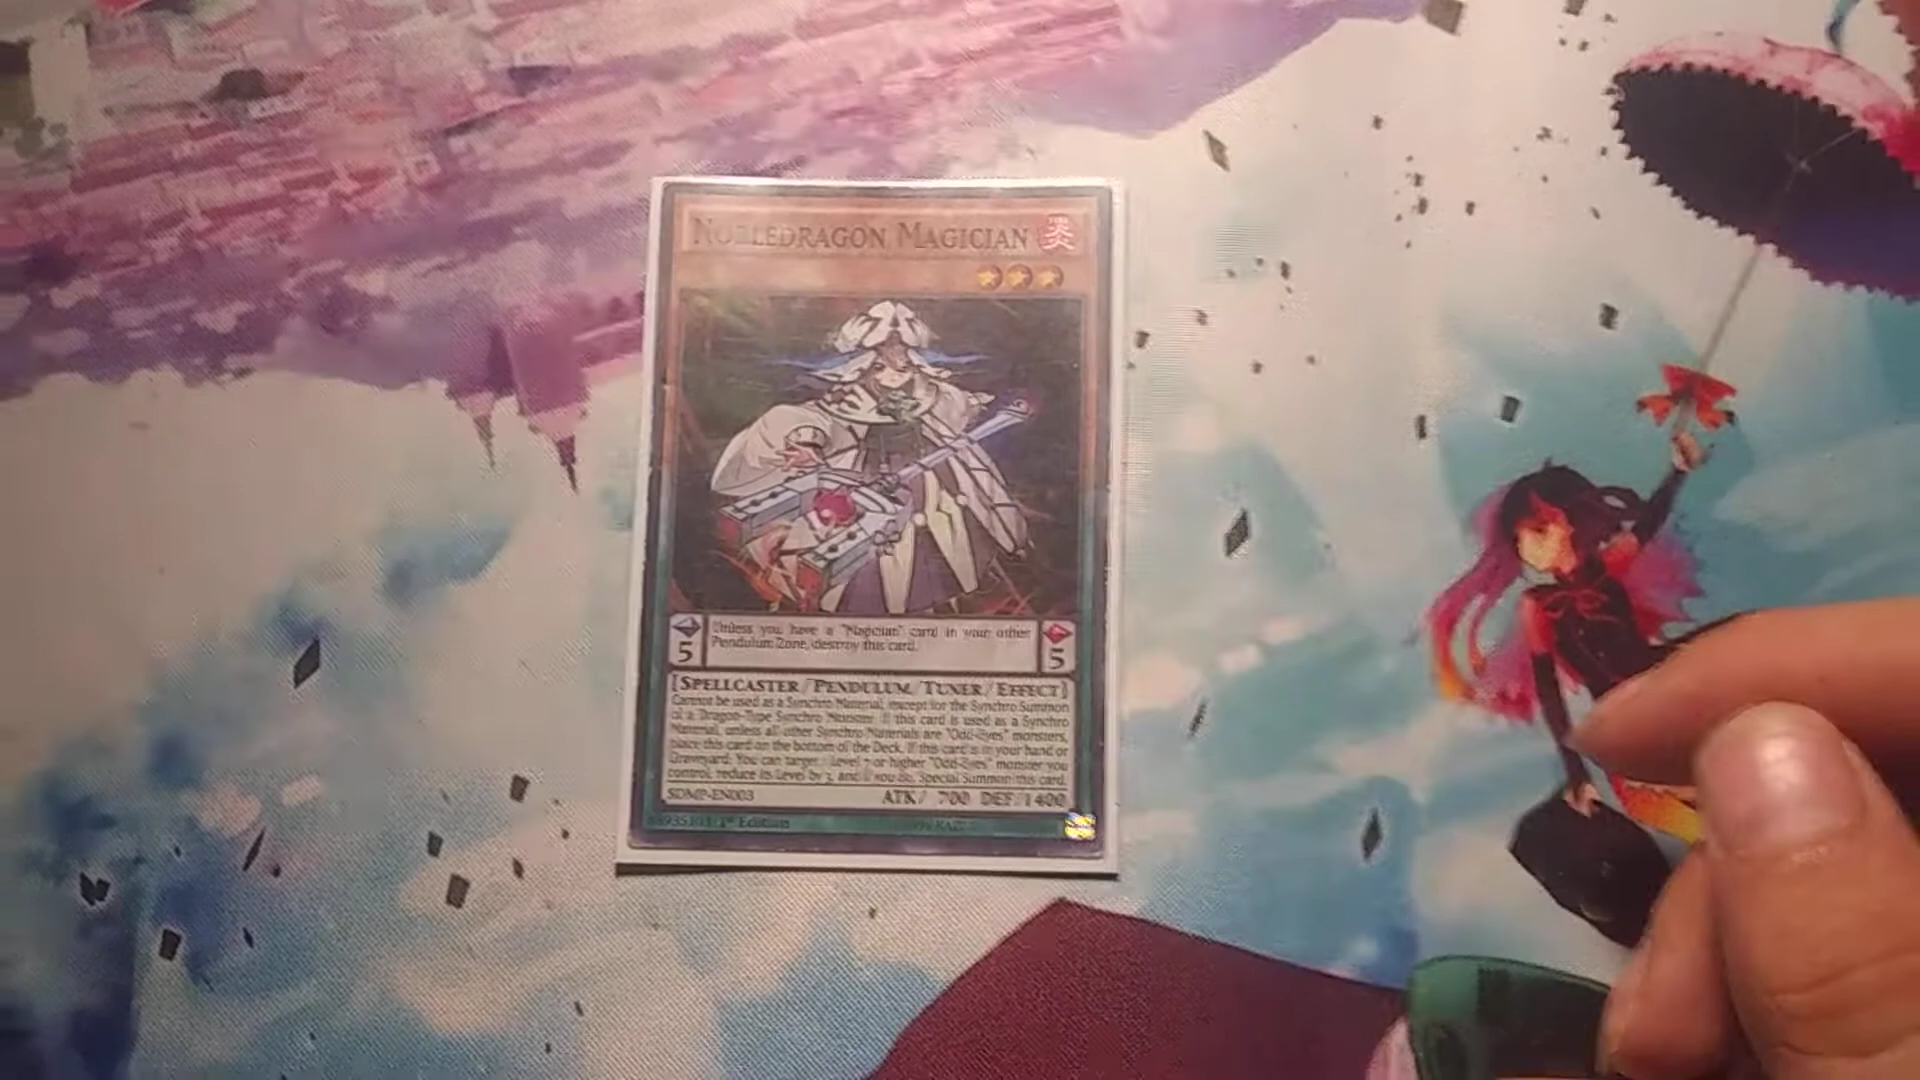 NOBLEDRAGON MAGICIAN 炎
Unless you have a "Magician" card in your other
Pendulum Zone, destroy this card.
5
5
[SPELLCASTER/PENDULUM/TUNER/EFFECT]
Cannot be used as a Synchro Material, except for the Synchro Summon
of a Dragon-Type Synchro Monster. If this card is used as a Synchro
Material, unless all other Synchro Materials are "Odd-Eyes" monsters,
place this card on the bottom of the Deck. If this card is in your hand or
Graveyard: You can target 1 Level 7 or higher "Odd-Eyes" monster you
control; reduce its Level by 3, and if you do, Special Summon this card.
SDMP-EN003 ATK/ 700 DEF/1400
1st Edition